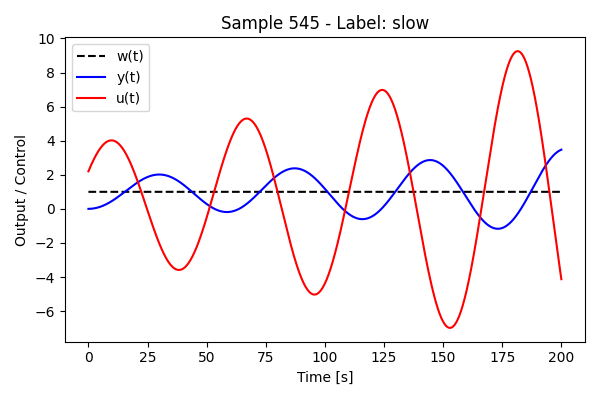 Sample 545 - Label: slow
w(t)
y(t)
u(t)
Output / Control
10
8
6
4
2
0
−2
−4
−6
0 25 50 75 100 125 150 175 200
Time [s]